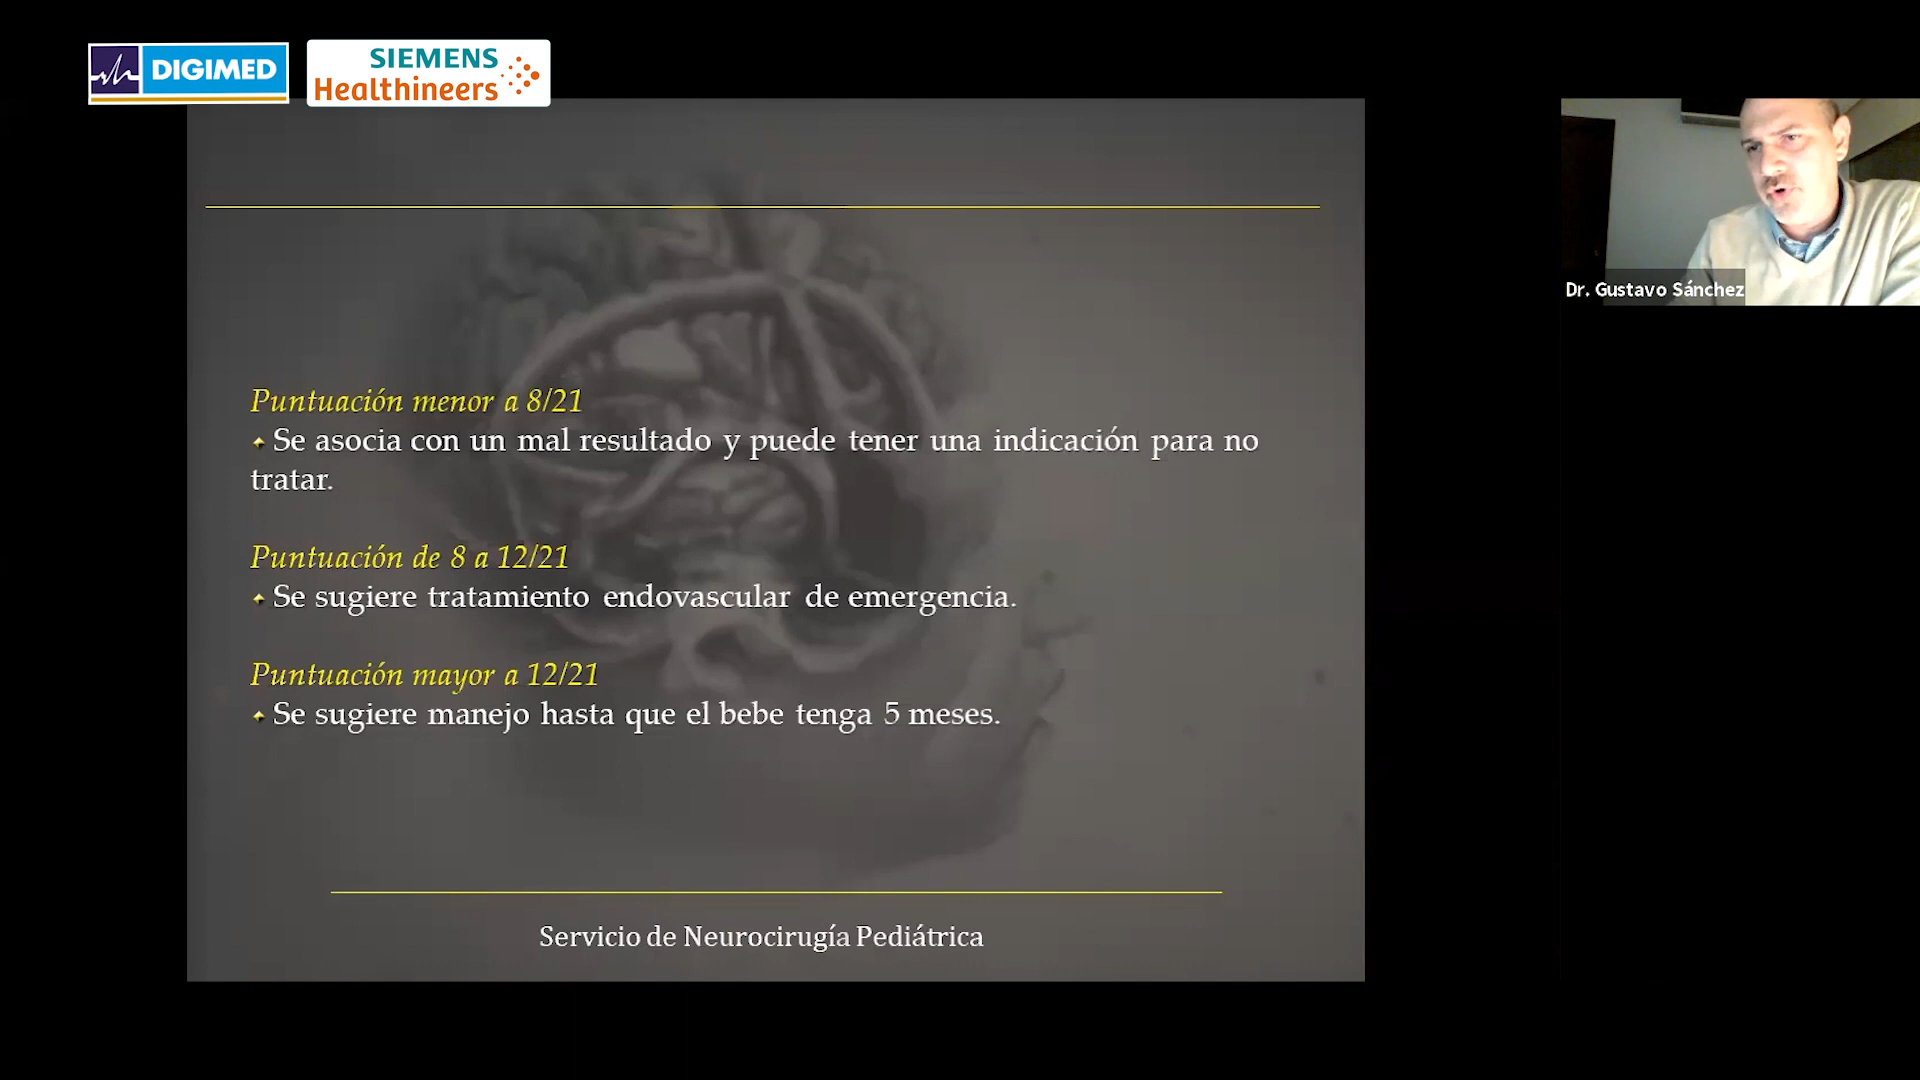 DIGIMED
SIEMENS
Healthineers
Dr. Gustavo Sánchez
Puntuación menor a 8/21
Se asocia con un mal resultado y puede tener una indicación para no
tratar.
Puntuación de 8 a 12/21
Se sugiere tratamiento endovascular de emergencia.
Puntuación mayor a 12/21
Se sugiere manejo hasta que el bebe tenga 5 meses.
Servicio de Neurocirugía Pediátrica